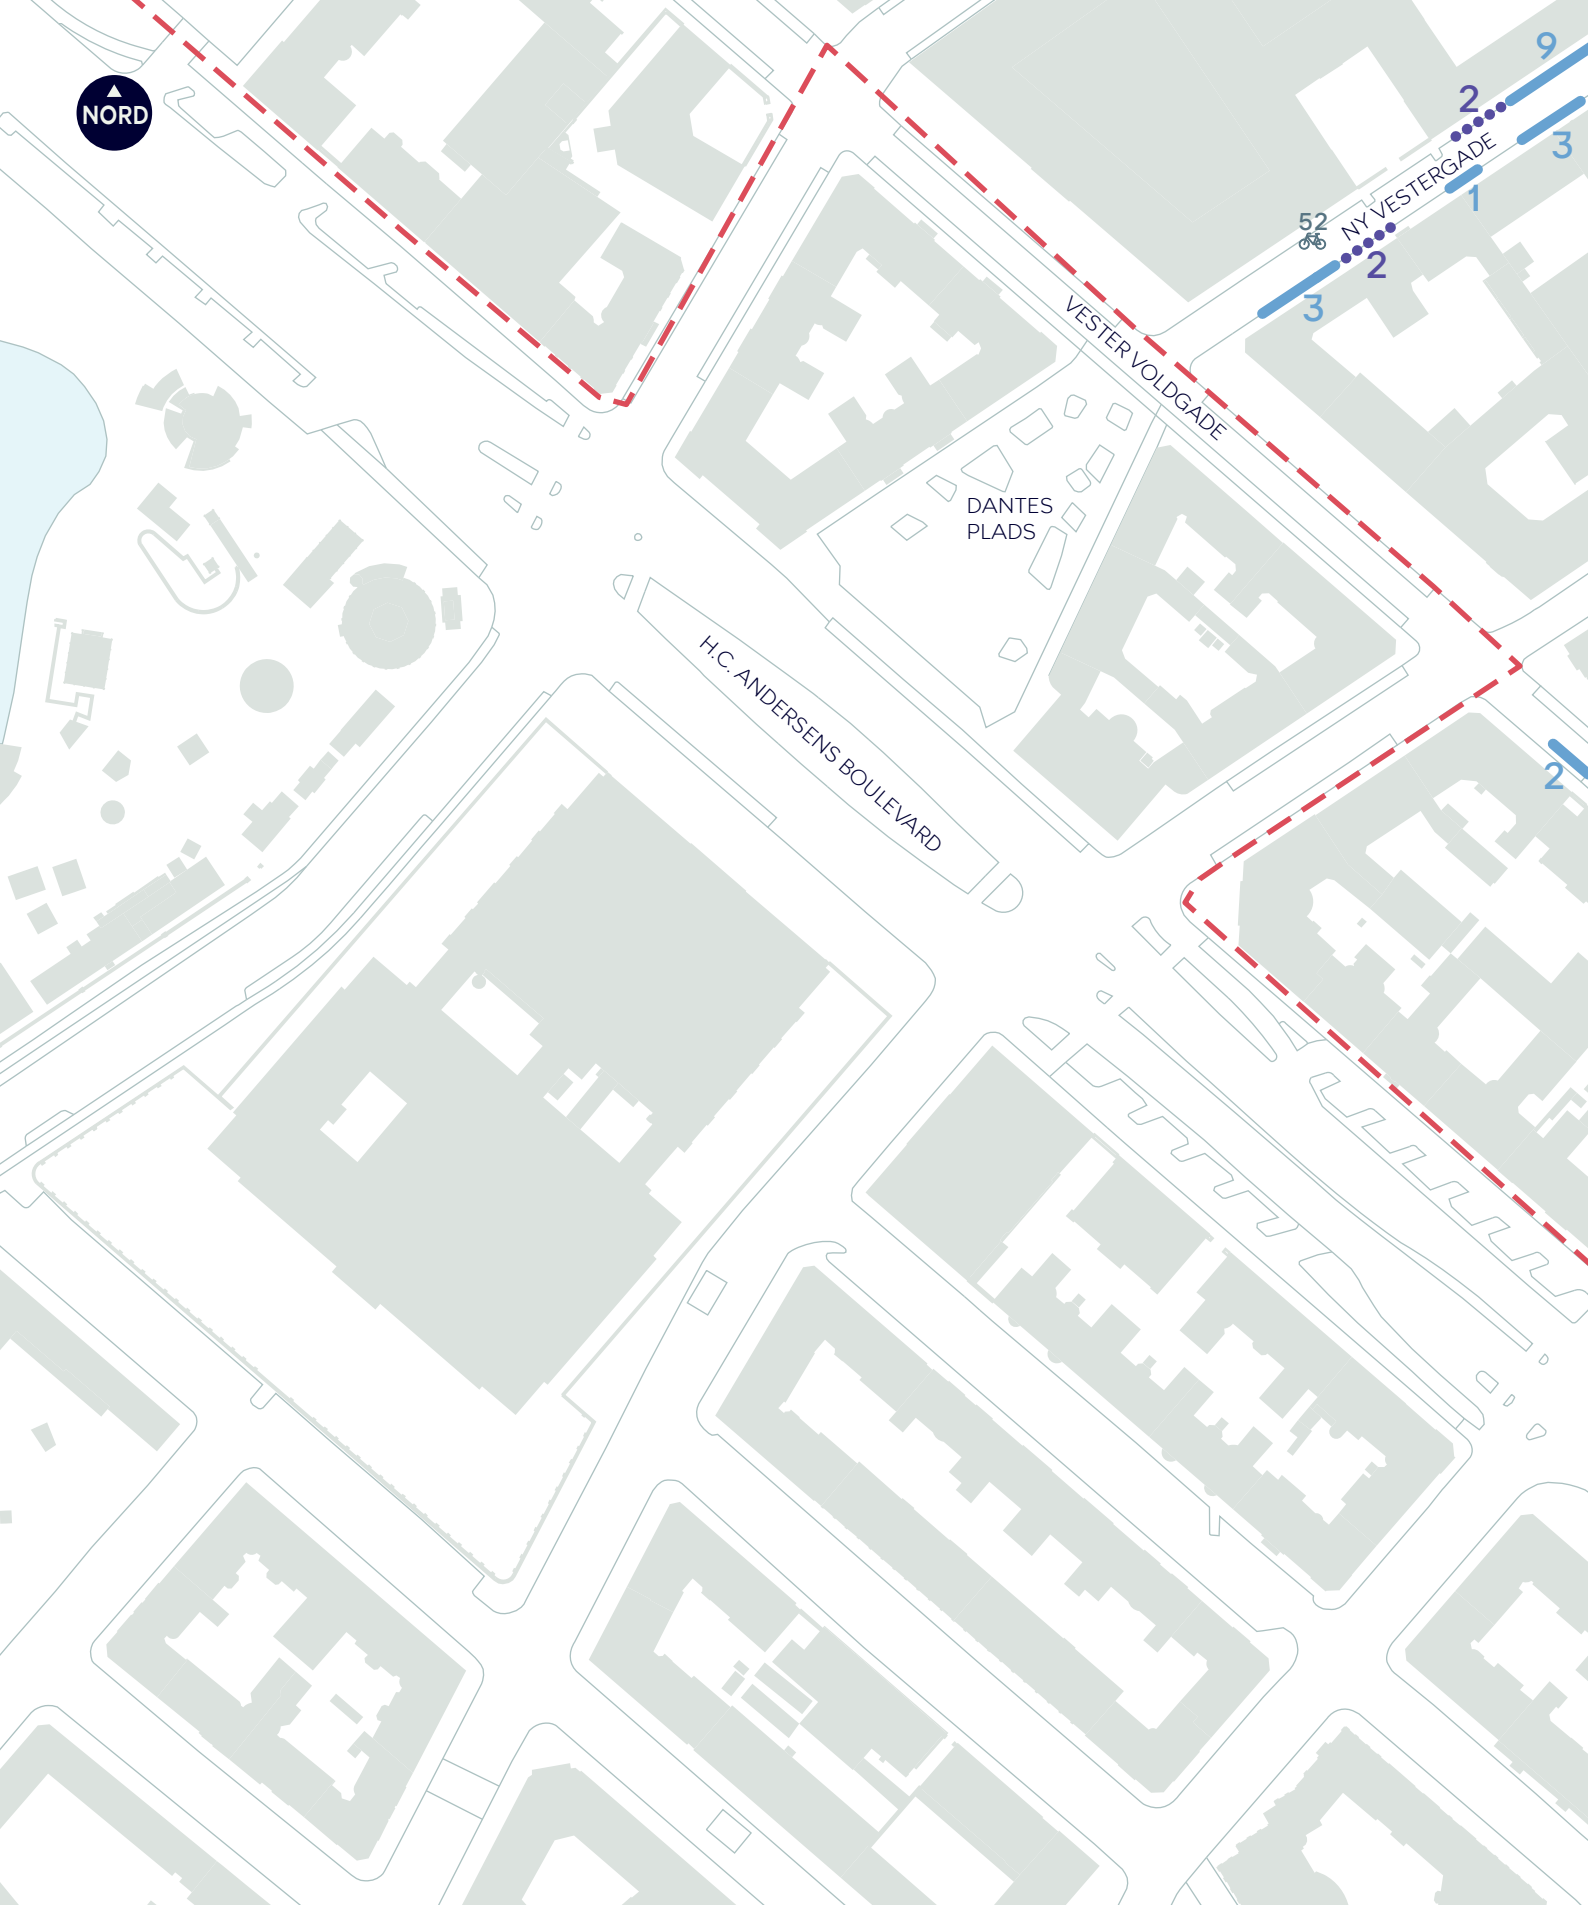 9
2
NORD
3
NY VESTERGADE
1
52
2
3
VESTER VOLDGADE
DANTES
PLADS
H.C. ANDERSENS BOULEVARD
2